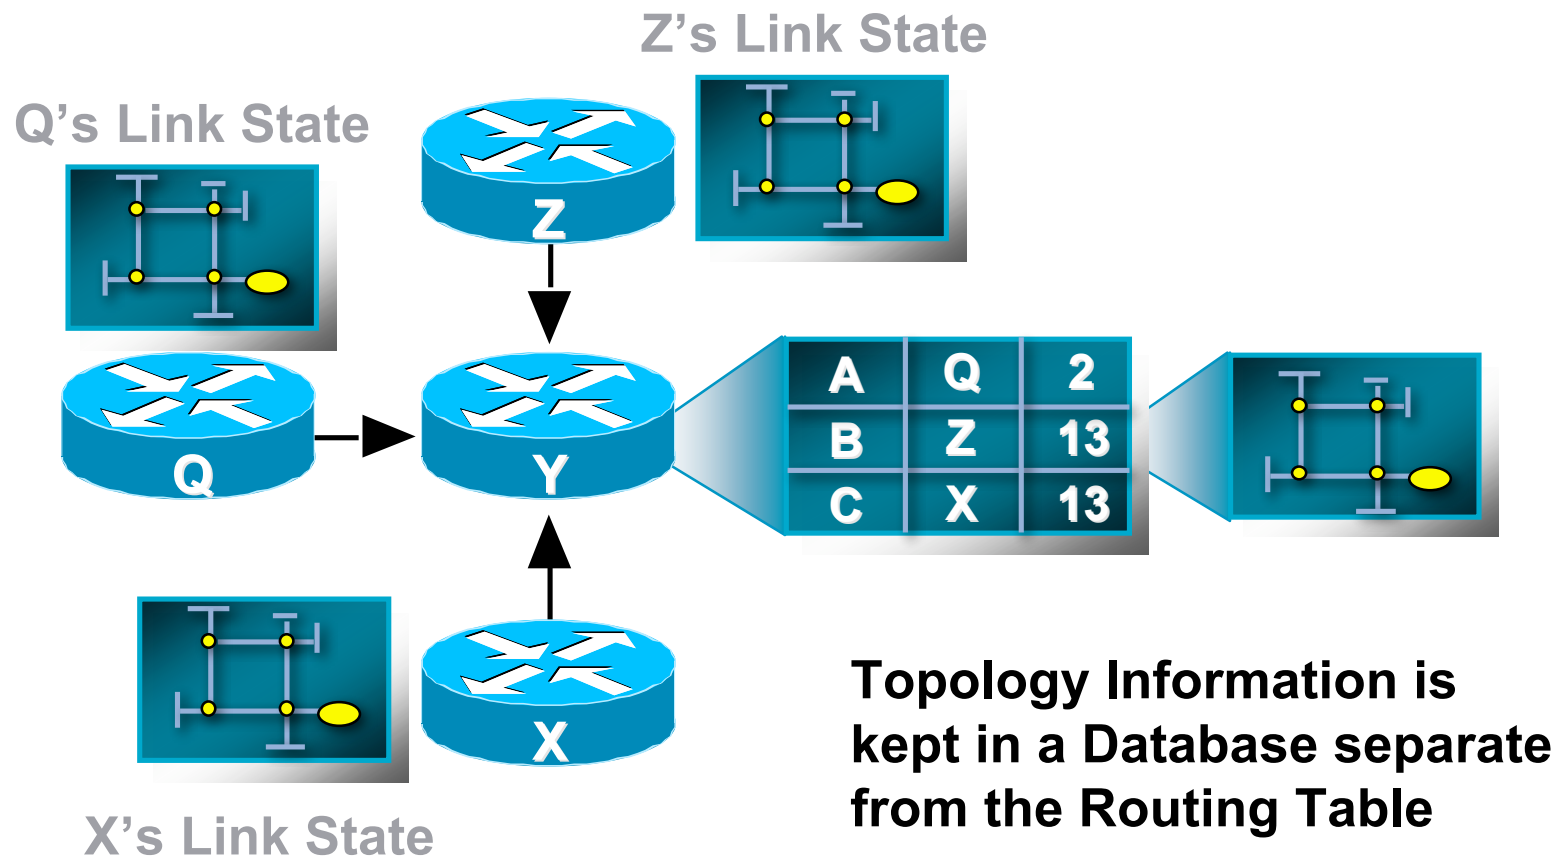 Z’s Link State
Q’s Link State
Z
A Q 2
B Z 13
C X 13
Q
Y
X
X’s Link State
Topology Information is
kept in a Database separate
from the Routing Table